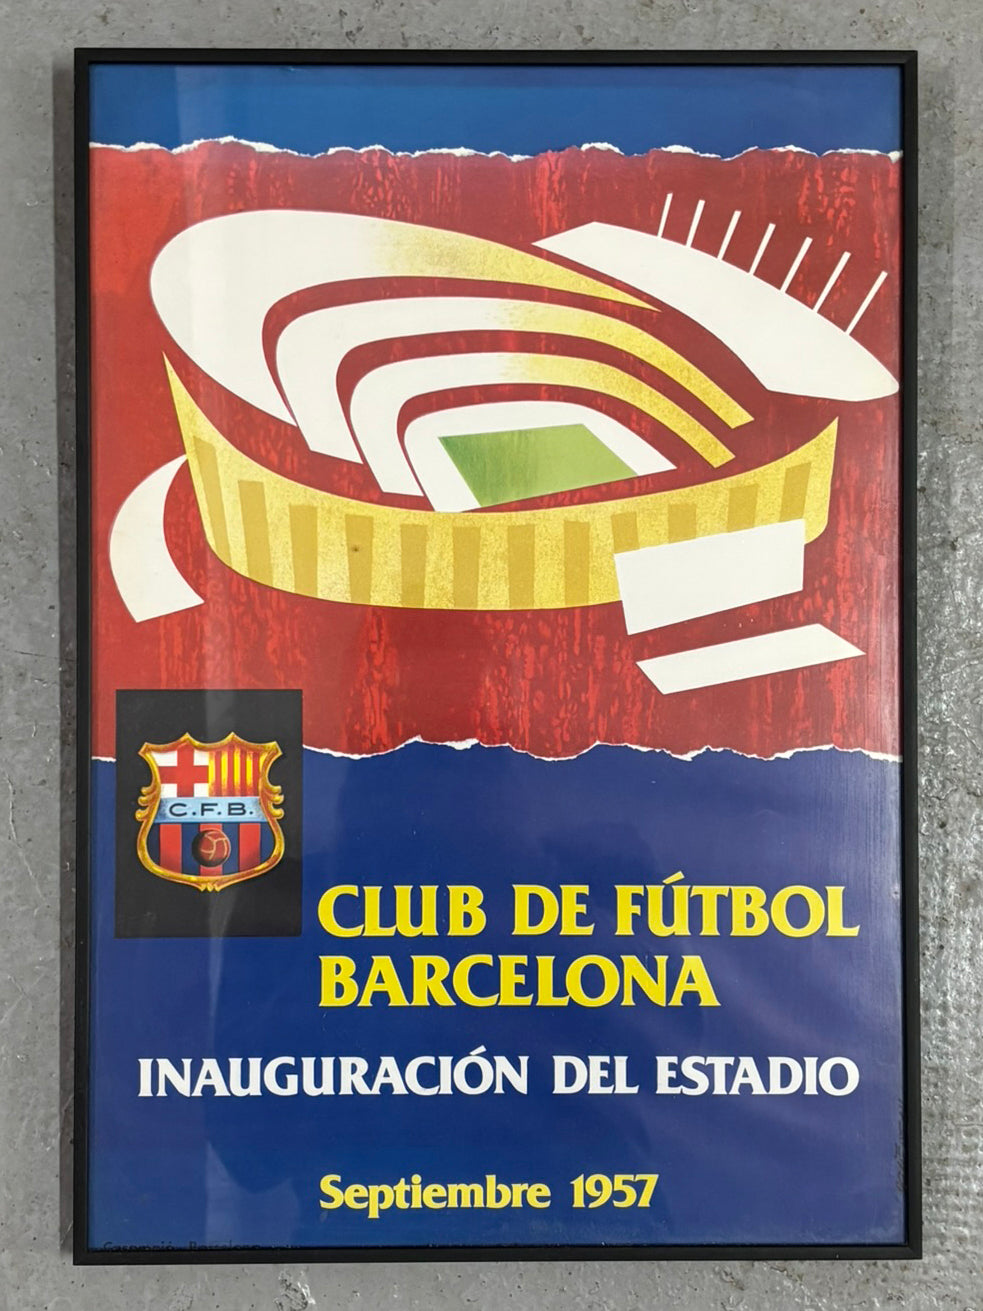 C.F.B.
CLUB DE FÚTBOL
BARCELONA
INAUGURACIÓN DEL ESTADIO
Septiembre 1957